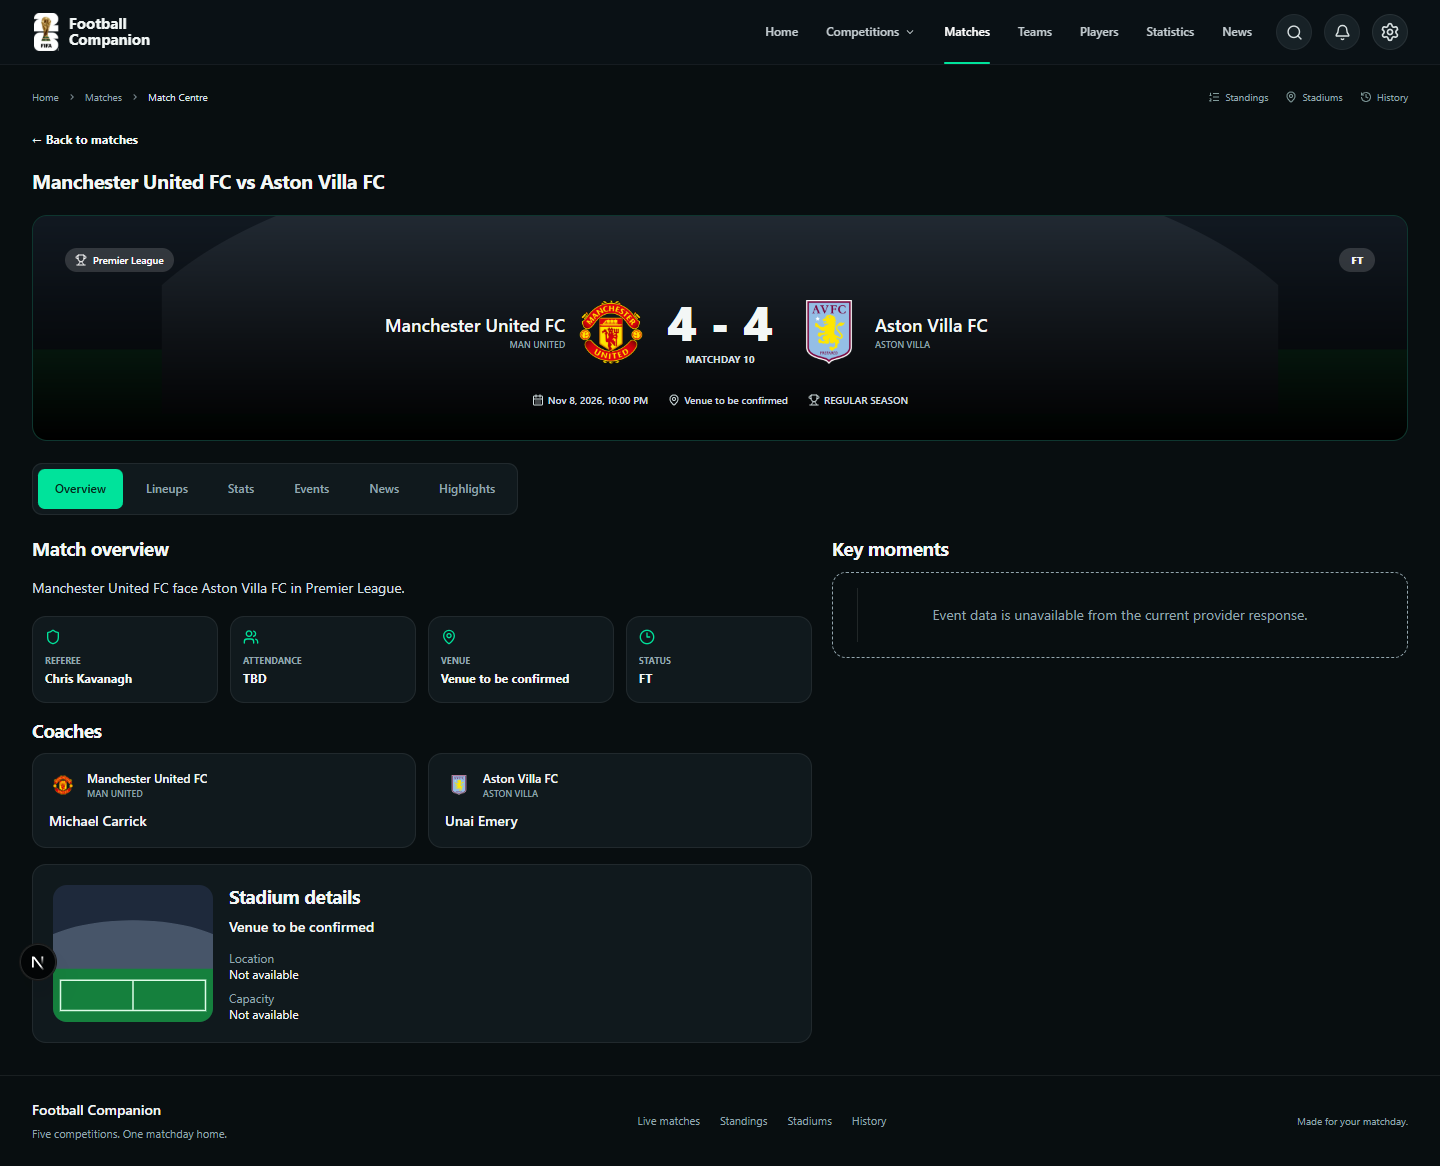 Football
Companion
FIFA
Home
Competitions
Matches
Teams
Players
Statistics
News
Home > Matches > Match Centre
Standings
Stadiums
History
← Back to matches
Manchester United FC vs Aston Villa FC
Premier League
FT
Manchester United FC
MAN UNITED
MANCHESTER
UNITED
4 - 4
MATCHDAY 10
AVFC
Aston Villa FC
ASTON VILLA
Nov 8, 2026, 10:00 PM
Venue to be confirmed
REGULAR SEASON
Overview
Lineups
Stats
Events
News
Highlights
Match overview
Manchester United FC face Aston Villa FC in Premier League.
REFEREE
Chris Kavanagh
ATTENDANCE
TBD
VENUE
Venue to be confirmed
STATUS
FT
Key moments
Event data is unavailable from the current provider response.
Coaches
Manchester United FC
MAN UNITED
Michael Carrick
Aston Villa FC
ASTON VILLA
Unai Emery
Stadium details
Venue to be confirmed
Location
Not available
Capacity
Not available
N
Football Companion
Five competitions. One matchday home.
Live matches
Standings
Stadiums
History
Made for your matchday.